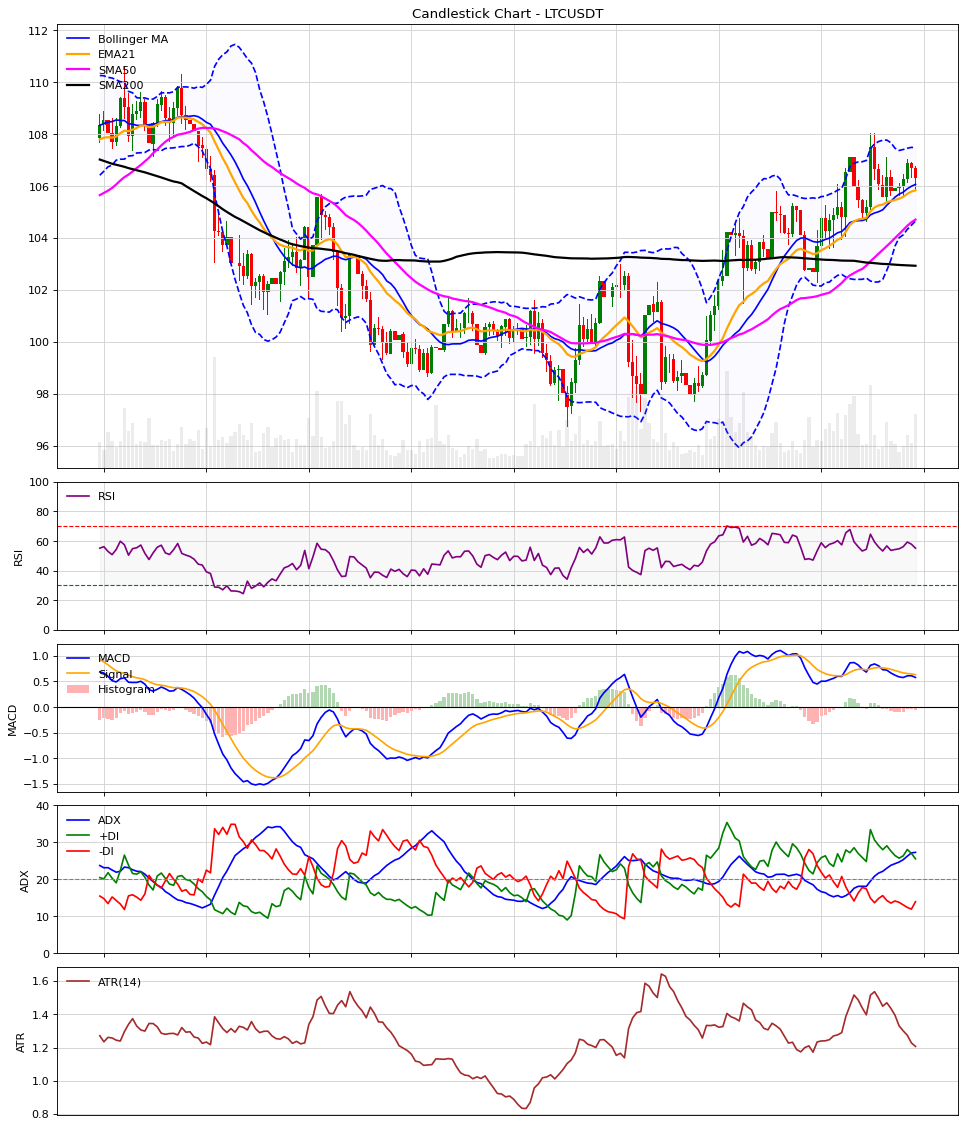 Candlestick Chart - LTCUSDT
112
110
108
106
104
102
100
98
96
Bollinger MA
EMA21
SMA50
SMA200
100
80
60
40
20
0
RSI
RSI
1.0
0.5
0.0
−0.5
−1.0
−1.5
MACD
MACD
Signal
Histogram
40
30
20
10
0
ADX
ADX
+DI
-DI
1.6
1.4
1.2
1.0
0.8
ATR
ATR(14)